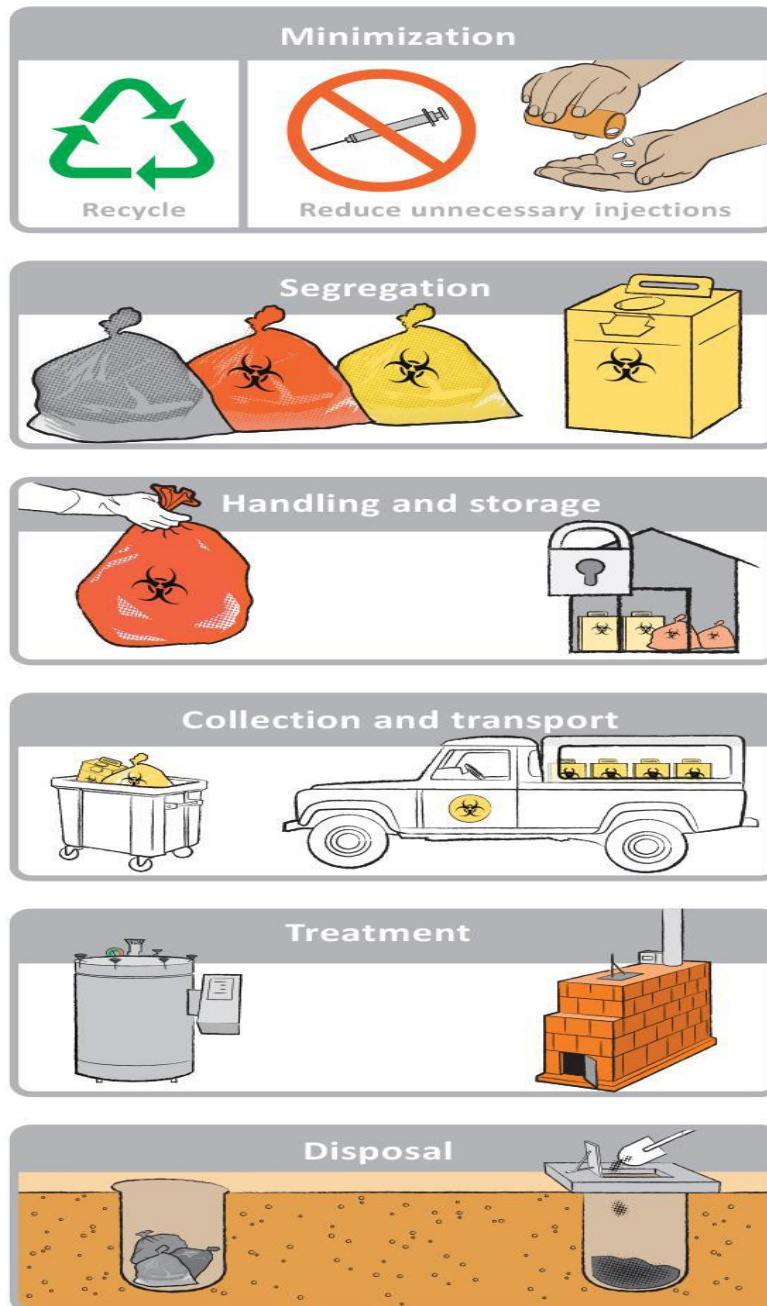 Minimization
Recycle
Reduce unnecessary injections
Segregation
Handling and storage
Collection and transport
Treatment
Disposal